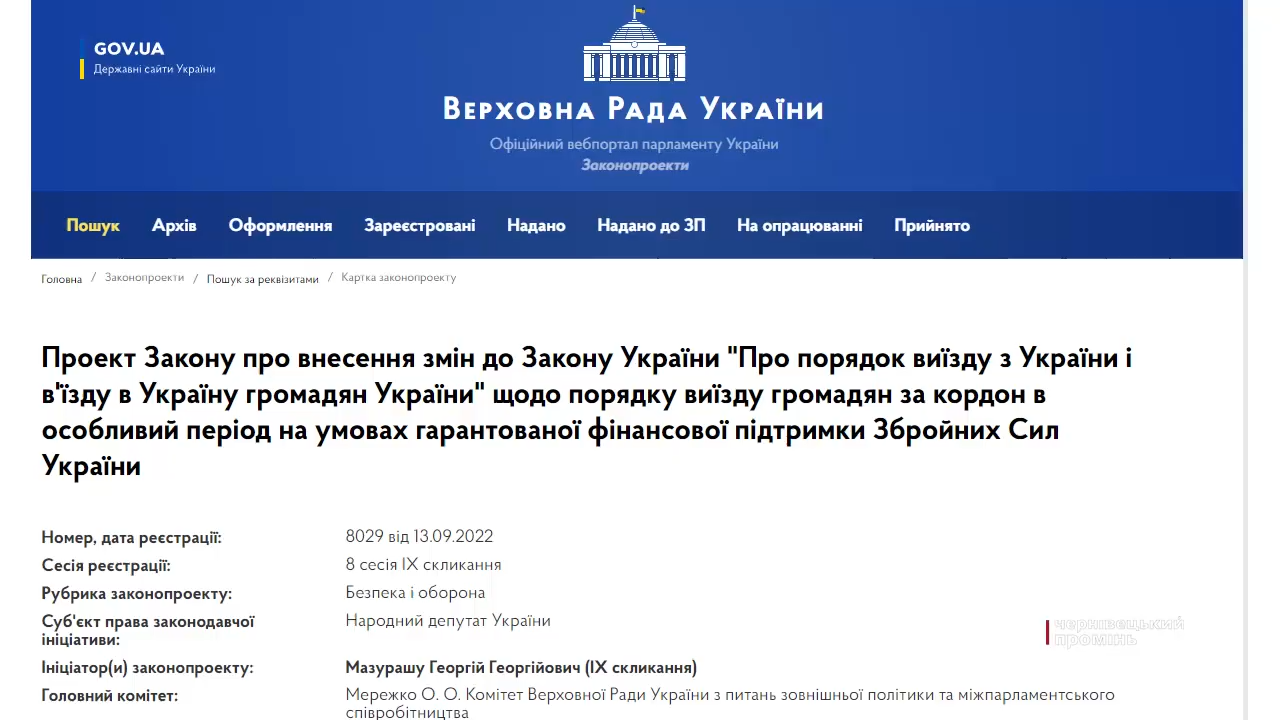 GOV.UA
Державні сайти України
Верховна Рада України
Офіційний вебпортал парламенту України
Законопроекти
Пошук Архів Оформлення Зареєстровані Надано Надано до ЗП На опрацюванні Прийнято
Головна / Законопроекти / Пошук за реквізитами / Картка законопроекту
Проект Закону про внесення змін до Закону України "Про порядок виїзду з України і
в'їзду в Україну громадян України" щодо порядку виїзду громадян за кордон в
особливий період на умовах гарантованої фінансової підтримки Збройних Сил
України
Номер, дата реєстрації: 8029 від 13.09.2022
Сесія реєстрації: 8 сесія IX скликання
Рубрика законопроекту: Безпека і оборона
Суб'єкт права законодавчої Народний депутат України
ініціативи:
Ініціатор(и) законопроекту: Мазурашу Георгій Георгійович (IX скликання)
Головний комітет: Мережко О. О. Комітет Верховної Ради України з питань зовнішньої політики та міжпарламентського
співробітництва
чернівецький
промінь